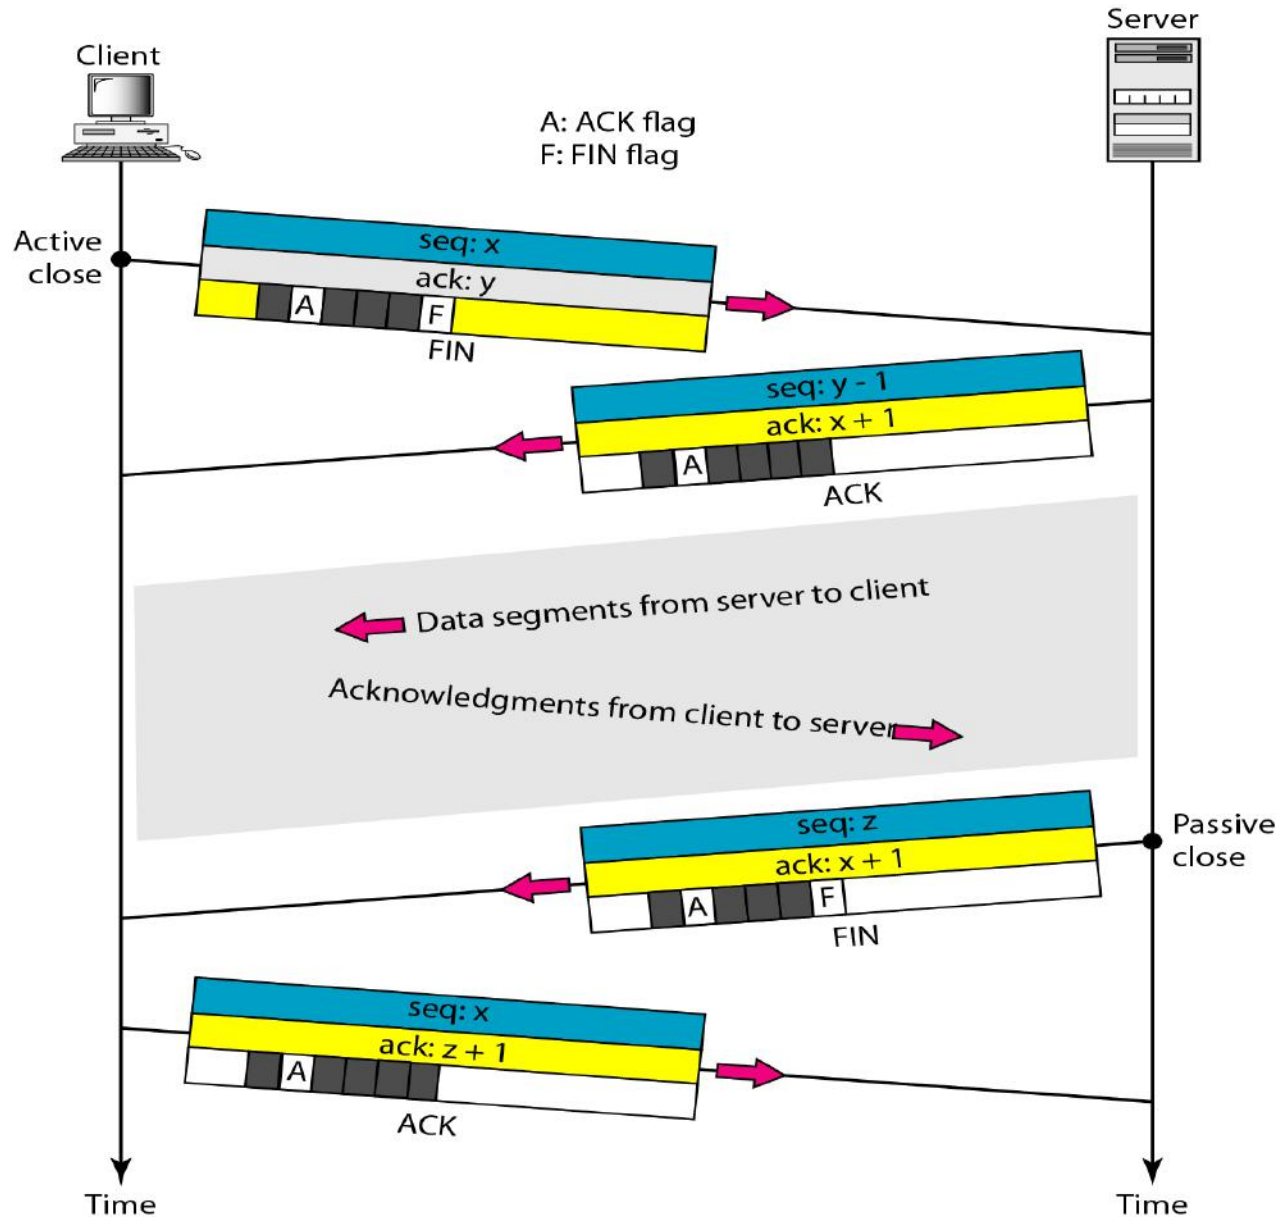 Server
Client
A: ACK flag
F: FIN flag
Active
close
seq: x
ack: y
A F
FIN
seq: y - 1
ack: x + 1
A
ACK
Data segments from server to client
Acknowledgments from client to server
Passive
close
seq: z
ack: x + 1
A F
FIN
seq: x
ack: z + 1
A
ACK
Time
Time